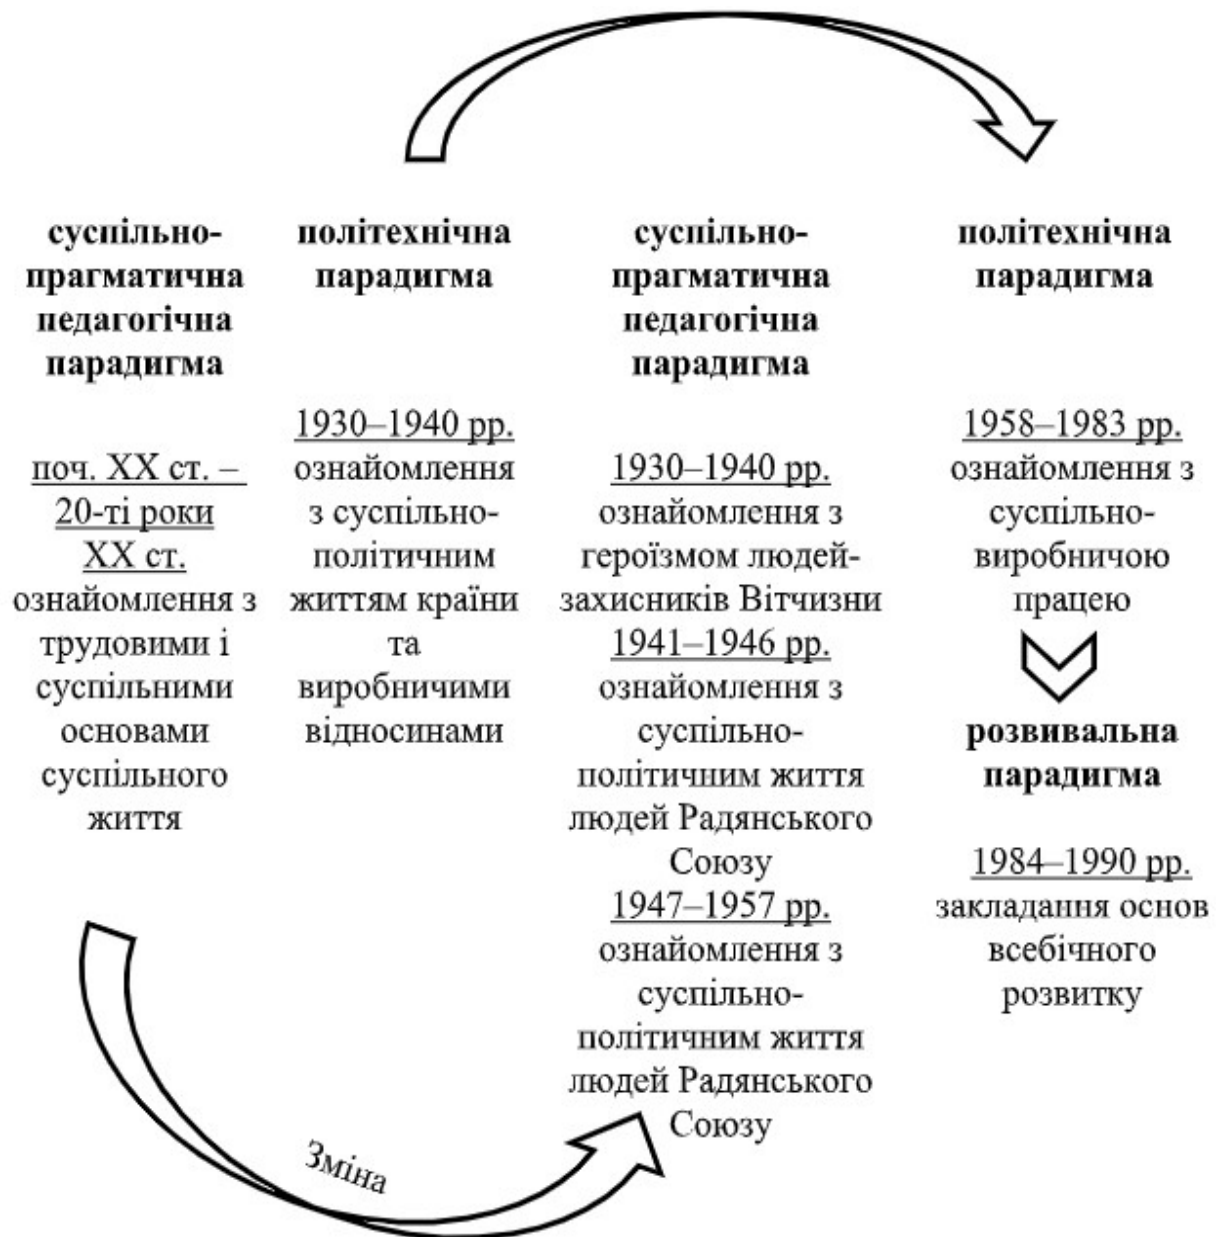 суспільно-
прагматична
педагогічна
парадигма
поч. ХХ ст. –
20-ті роки
ХХ ст.
ознайомлення з
трудовими і
суспільними
основами
суспільного
життя
політехнічна
парадигма
1930–1940 рр.
ознайомлення
з суспільно-
політичним
життям країни
та
виробничими
відносинами
суспільно-
прагматична
педагогічна
парадигма
1930–1940 рр.
ознайомлення з
героїзмом людей-
захисників Вітчизни
1941–1946 рр.
ознайомлення з
суспільно-
політичним життя
людей Радянського
Союзу
1947–1957 рр.
ознайомлення з
суспільно-
політичним життя
людей Радянського
Союзу
політехнічна
парадигма
1958–1983 рр.
ознайомлення з
суспільно-
виробничою
працею
розвивальна
парадигма
1984–1990 рр.
закладання основ
всебічного
розвитку
Зміна